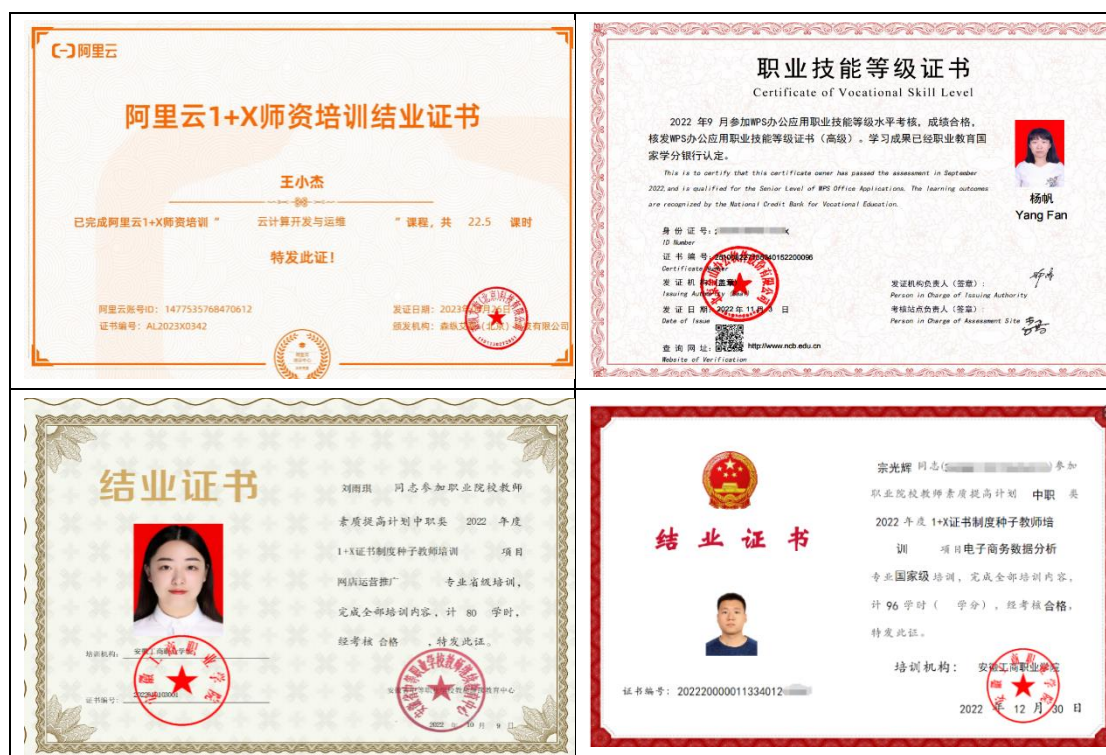 阿里云
阿里云1+X师资培训结业证书
王小杰
已完成阿里云1+X师资培训“ 云计算开发与运维 ”课程，共 22.5 课时
特发此证！
阿里云账号ID：1477535768470612
证书编号：AL2023X0342
发证日期：2023
颁发机构：森纵艾 (北京) 有限公司
职业技能等级证书
Certificate of Vocational Skill Level
2022 年9 月参加WPS办公应用职业技能等级水平考核，成绩合格，
核发WPS办公应用职业技能等级证书（高级）。学习成果已经职业教育国
家学分银行认定。
This is to certify that this certificate owner has passed the assessment in September
2022,and is qualified for the Senior Level of WPS Office Applications. The learning outcomes
are recognized by the National Credit Bank for Vocational Education.
杨帆
Yang Fan
身 份 证 号：
ID Number
证 书 编 号：
Certificate
发 证 机 构（盖章）
Issuing Authority
发 证 日 期：2022 年 11 月 日
Date of Issue
查 询 网 址： http://www.ncb.edu.cn
Website of Verification
发证机构负责人（签章）：
Person in Charge of Issuing Authority
考核站点负责人（签章）：
Person in Charge of Assessment Site
结业证书
刘雨琪 同志参加职业院校教师
素质提高计划中职类 2022 年度
1+X证书制度种子教师培训 项目
网店运营推广 专业省级培训，
完成全部培训内容，计 80 学时，
经考核 合格 ，特发此证。
培训机构： 安徽工商职业学院
证书编号：
2022 年 10 月 9 日
结业证书
宗光辉 同志( )参加
职业院校教师素质提高计划 中职 类
2022 年度 1+X证书制度种子教师培
训 项目电子商务数据分析
专业国家级培训，完成全部培训内容，
计 96 学时（ 学分），经考核合格，
特发此证。
培训机构： 安徽工商职业学院
证书编号：202220000011334012
2022 年 12 月 30 日